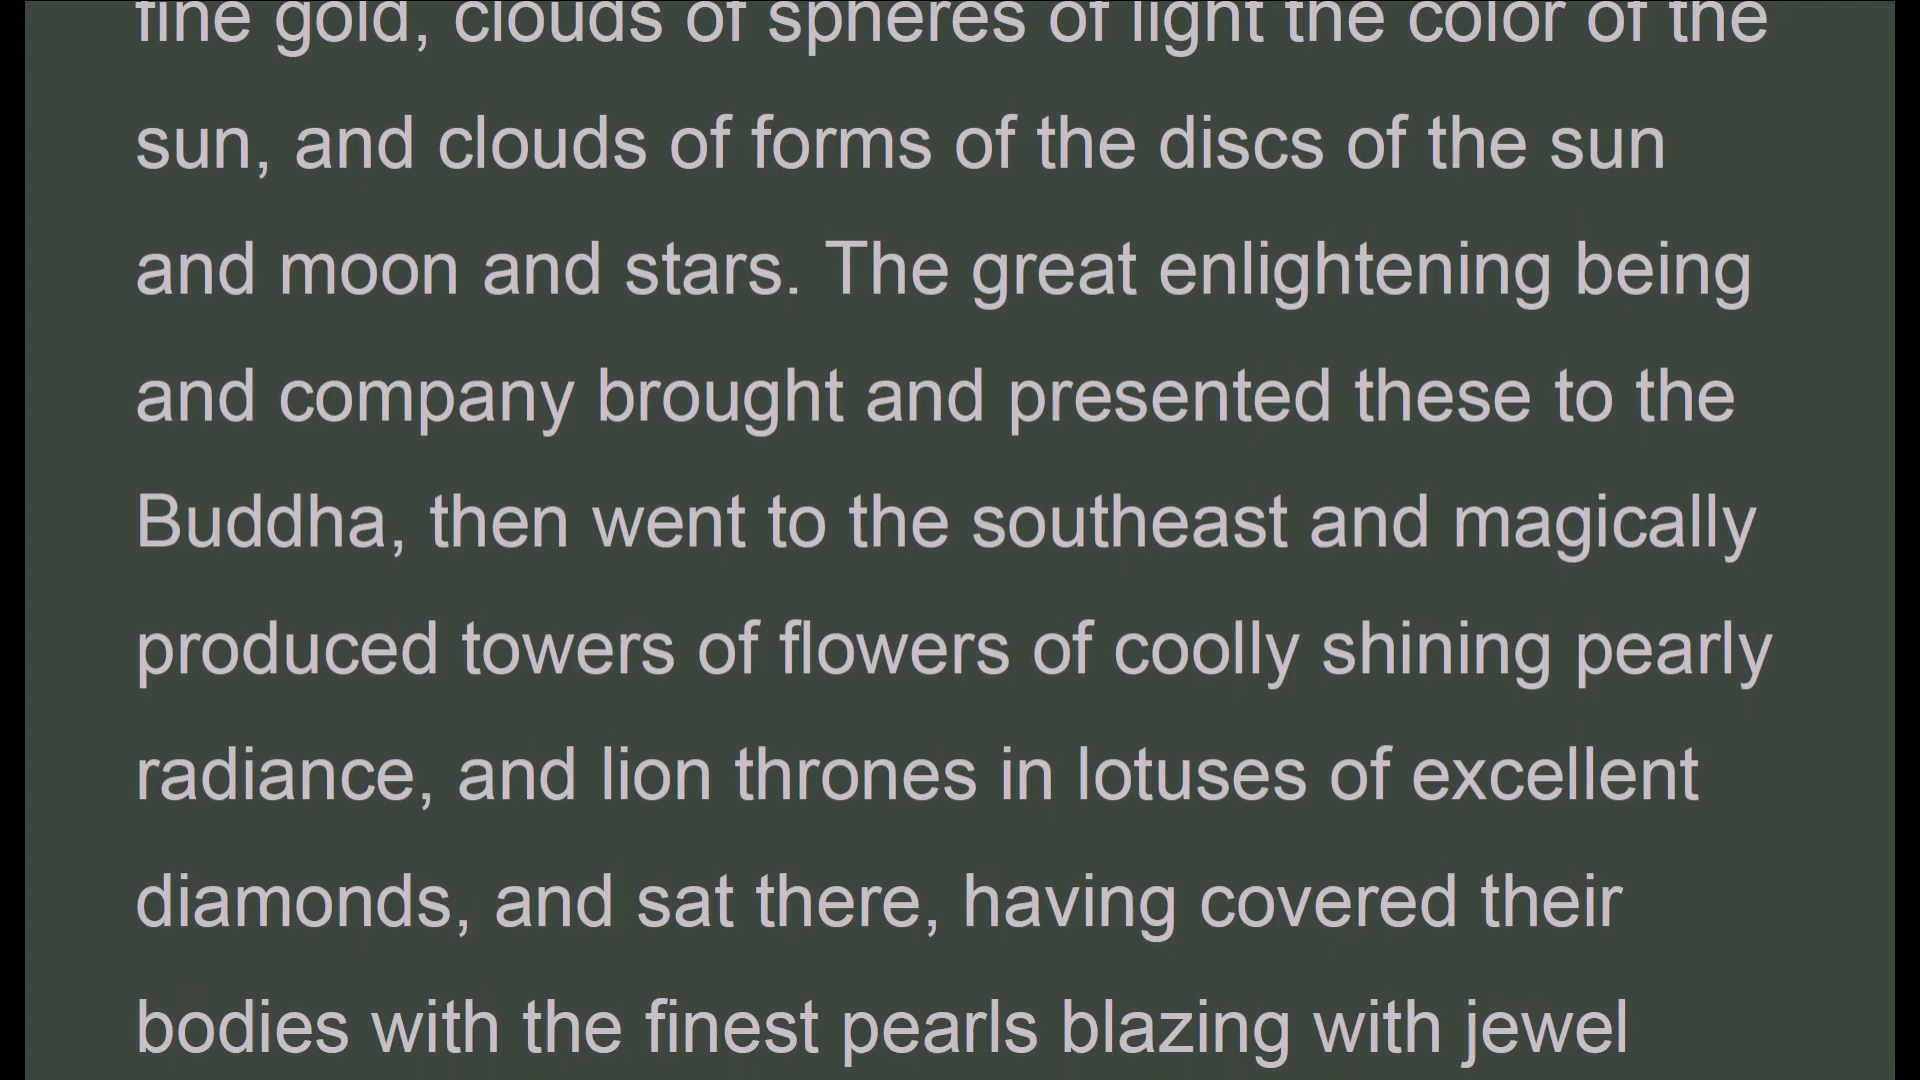 fine gold, clouds of spheres of light the color of the
sun, and clouds of forms of the discs of the sun
and moon and stars. The great enlightening being
and company brought and presented these to the
Buddha, then went to the southeast and magically
produced towers of flowers of coolly shining pearly
radiance, and lion thrones in lotuses of excellent
diamonds, and sat there, having covered their
bodies with the finest pearls blazing with jewel